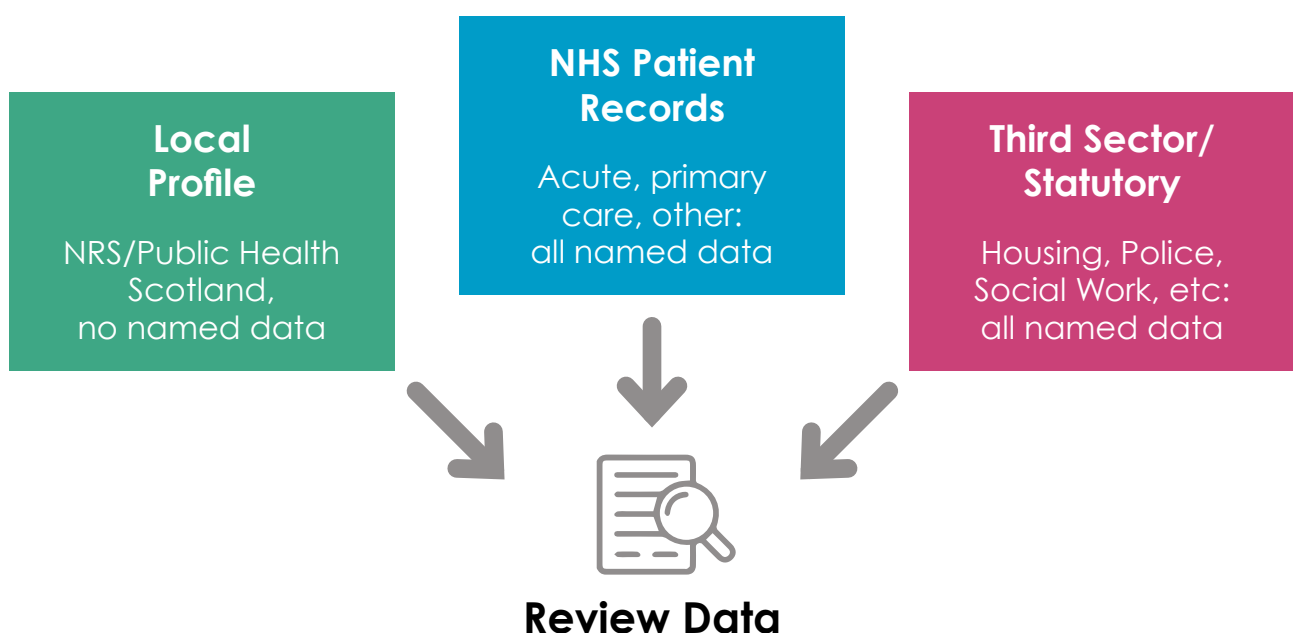 Local
Profile
NRS/Public Health
Scotland,
no named data
NHS Patient
Records
Acute, primary
care, other:
all named data
Third Sector/
Statutory
Housing, Police,
Social Work, etc:
all named data
Review Data